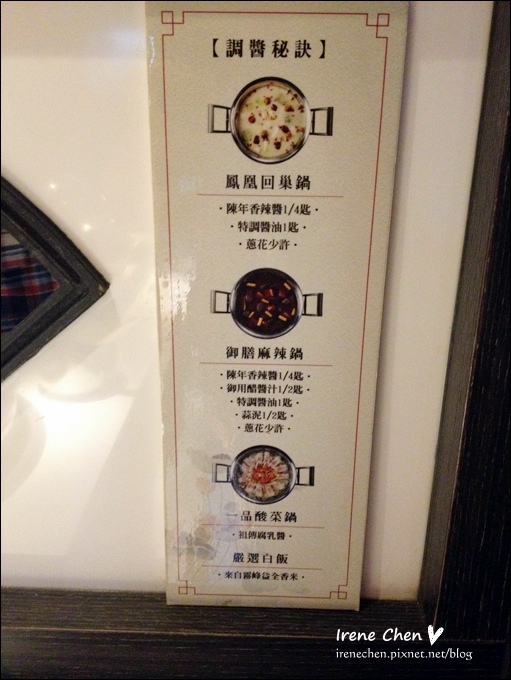 【調醬秘訣】
鳳凰回巢鍋
·陳年香辣醬1/4匙·
·特調醬油1匙·
·蔥花少許·
御膳麻辣鍋
·陳年香辣醬1/4匙·
·御用醋醬汁1/2匙·
·特調醬油1匙·
·蒜泥1/2匙·
·蔥花少許·
一品酸菜鍋
·祖傳腐乳醬·
嚴選白飯
·來自霧峰益全香米·
Irene Chen
irenechen.pixnet.net/blog